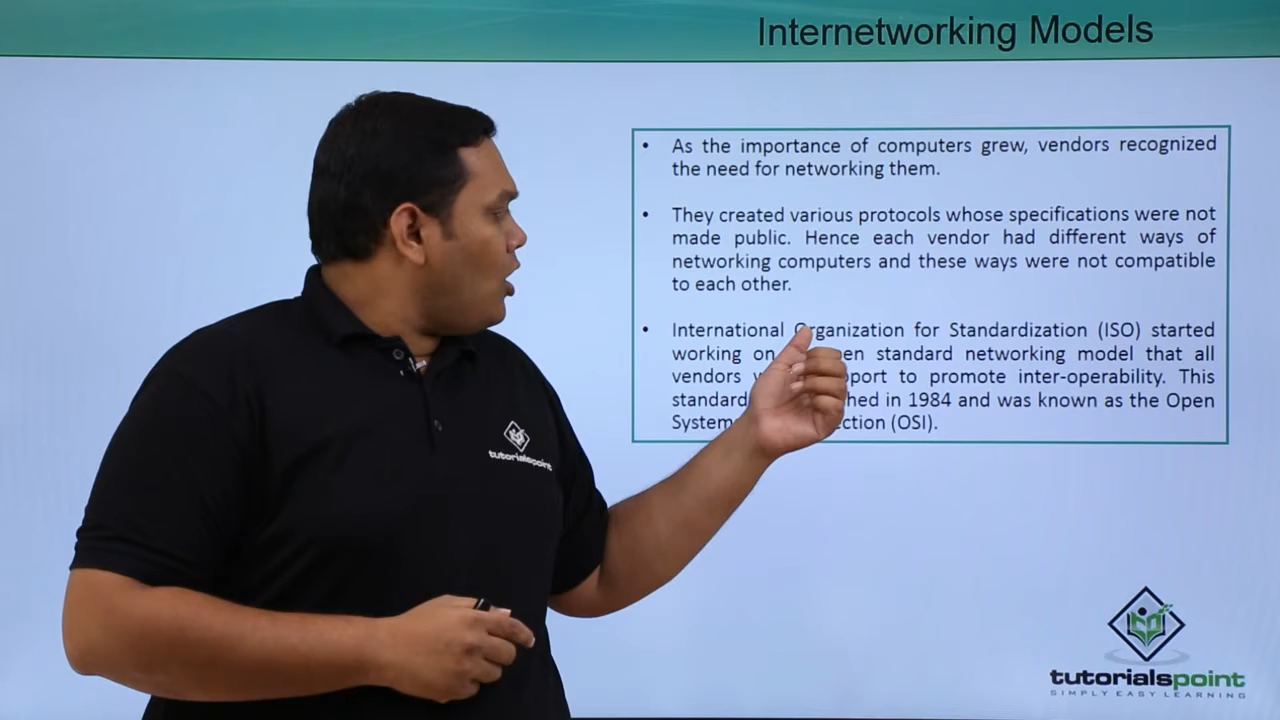 Internetworking Models
• As the importance of computers grew, vendors recognized
the need for networking them.
• They created various protocols whose specifications were not
made public. Hence each vendor had different ways of
networking computers and these ways were not compatible
to each other.
• International Organization for Standardization (ISO) started
working on en standard networking model that all
vendors port to promote inter-operability. This
standard hed in 1984 and was known as the Open
System ction (OSI).
tutorialspoint
tutorialspoint
SIMPLY EASY LEARNING